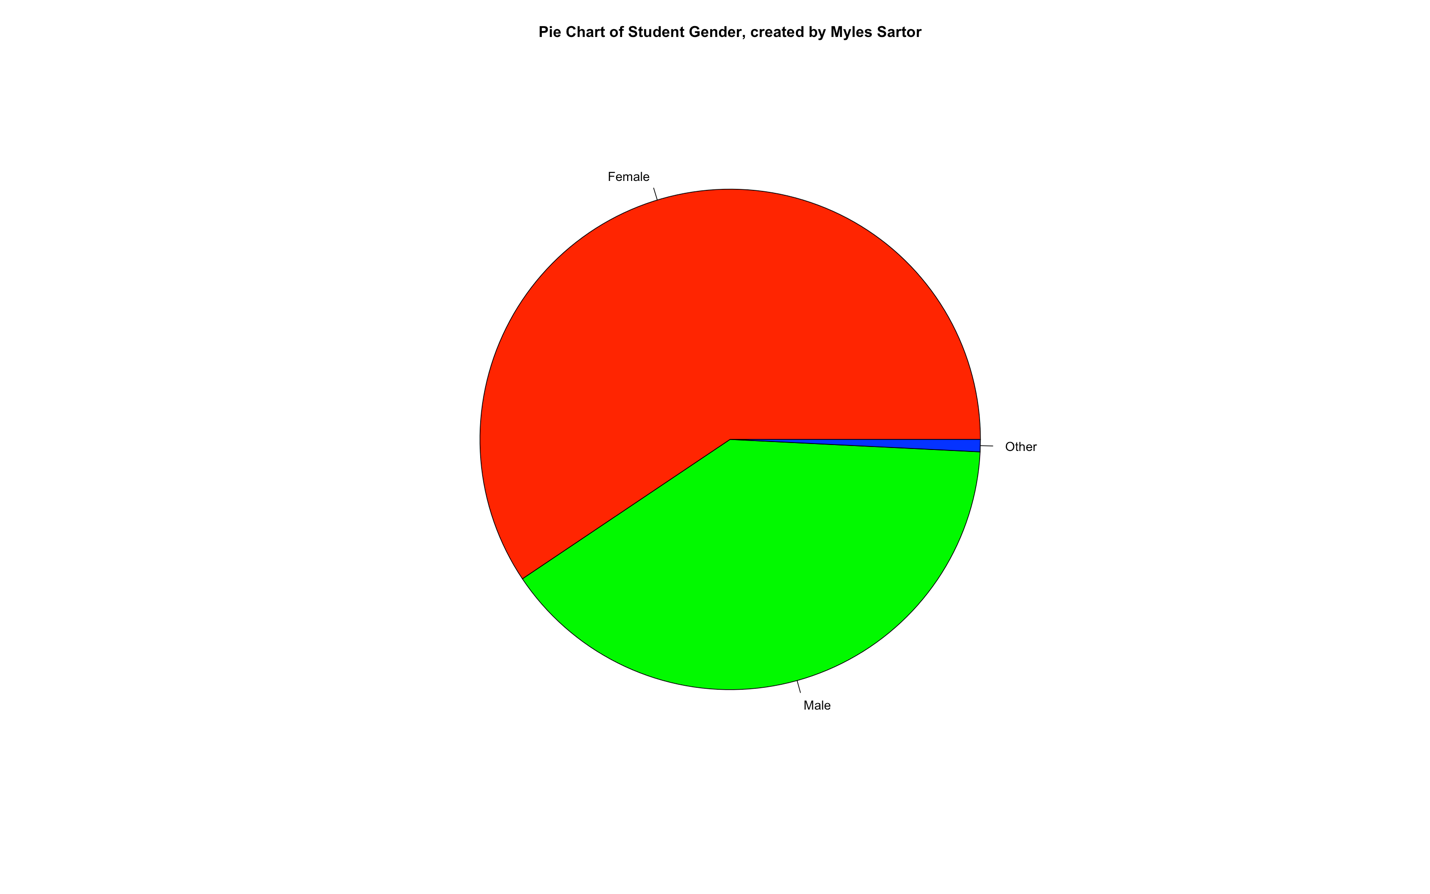 Pie Chart of Student Gender, created by Myles Sartor
Female
Other
Male